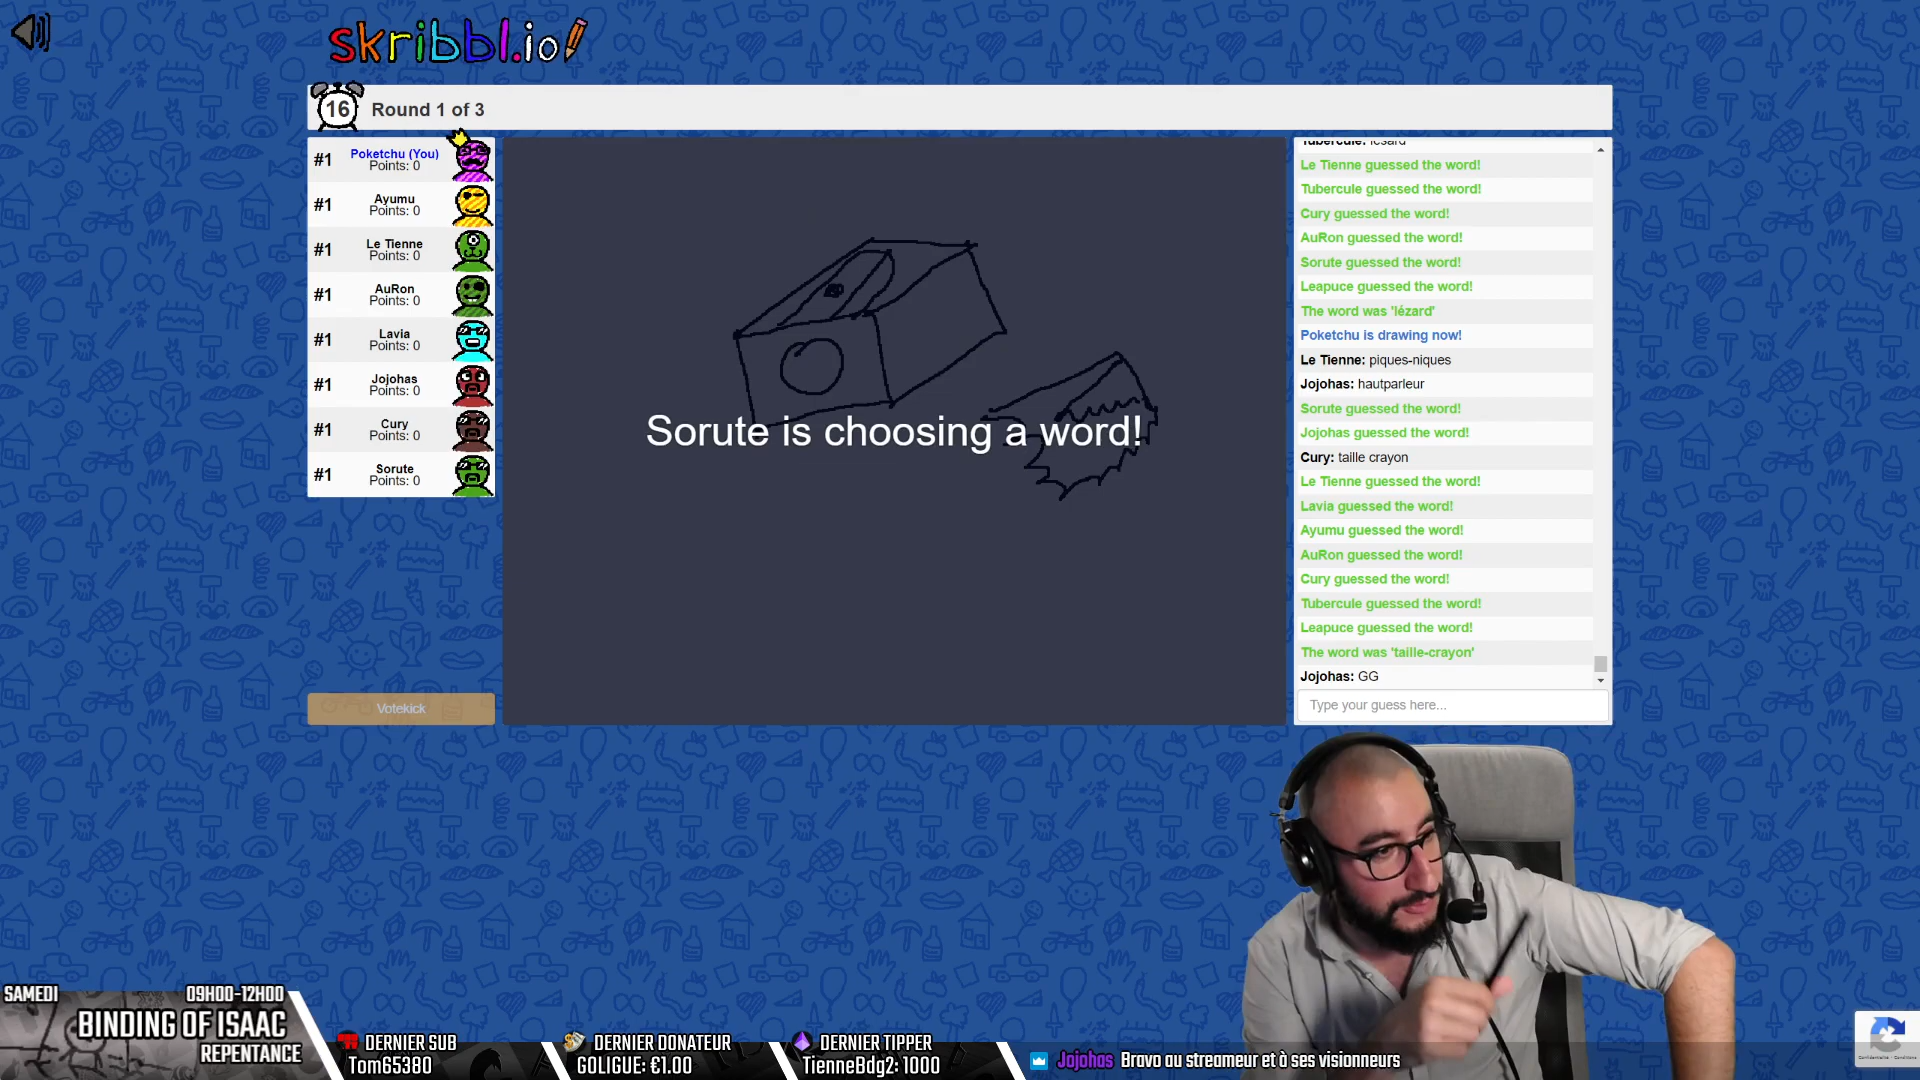 skribbl.io
16
Round 1 of 3
#1
Poketchu (You)
Points: 0
#1
Ayumu
Points: 0
#1
Le Tienne
Points: 0
#1
AuRon
Points: 0
#1
Lavia
Points: 0
#1
Jojohas
Points: 0
#1
Cury
Points: 0
#1
Sorute
Points: 0
Votekick
Sorute is choosing a word!
Tubercule: lésard
Le Tienne guessed the word!
Tubercule guessed the word!
Cury guessed the word!
AuRon guessed the word!
Sorute guessed the word!
Leapuce guessed the word!
The word was 'lézard'
Poketchu is drawing now!
Le Tienne: piques-niques
Jojohas: hautparleur
Sorute guessed the word!
Jojohas guessed the word!
Cury: taille crayon
Le Tienne guessed the word!
Lavia guessed the word!
Ayumu guessed the word!
AuRon guessed the word!
Cury guessed the word!
Tubercule guessed the word!
Leapuce guessed the word!
The word was 'taille-crayon'
Jojohas: GG
Type your guess here...
SAMEDI
09H00-12H00
BINDING OF ISAAC
REPENTANCE
DERNIER SUB
Tom65380
DERNIER DONATEUR
GOLIGUE: €1.00
DERNIER TIPPER
TienneBdg2: 1000
Jojohas Bravo au streameur et à ses visionneurs